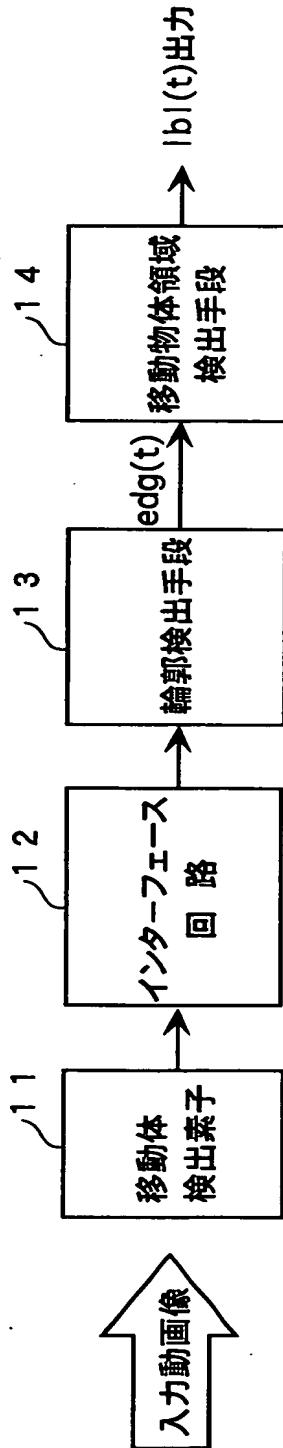 入力動画像
11
移動体
検出素子
12
インターフェース
回路
13
輪郭検出手段
edg(t)
14
移動物体領域
検出手段
lbl(t)出力